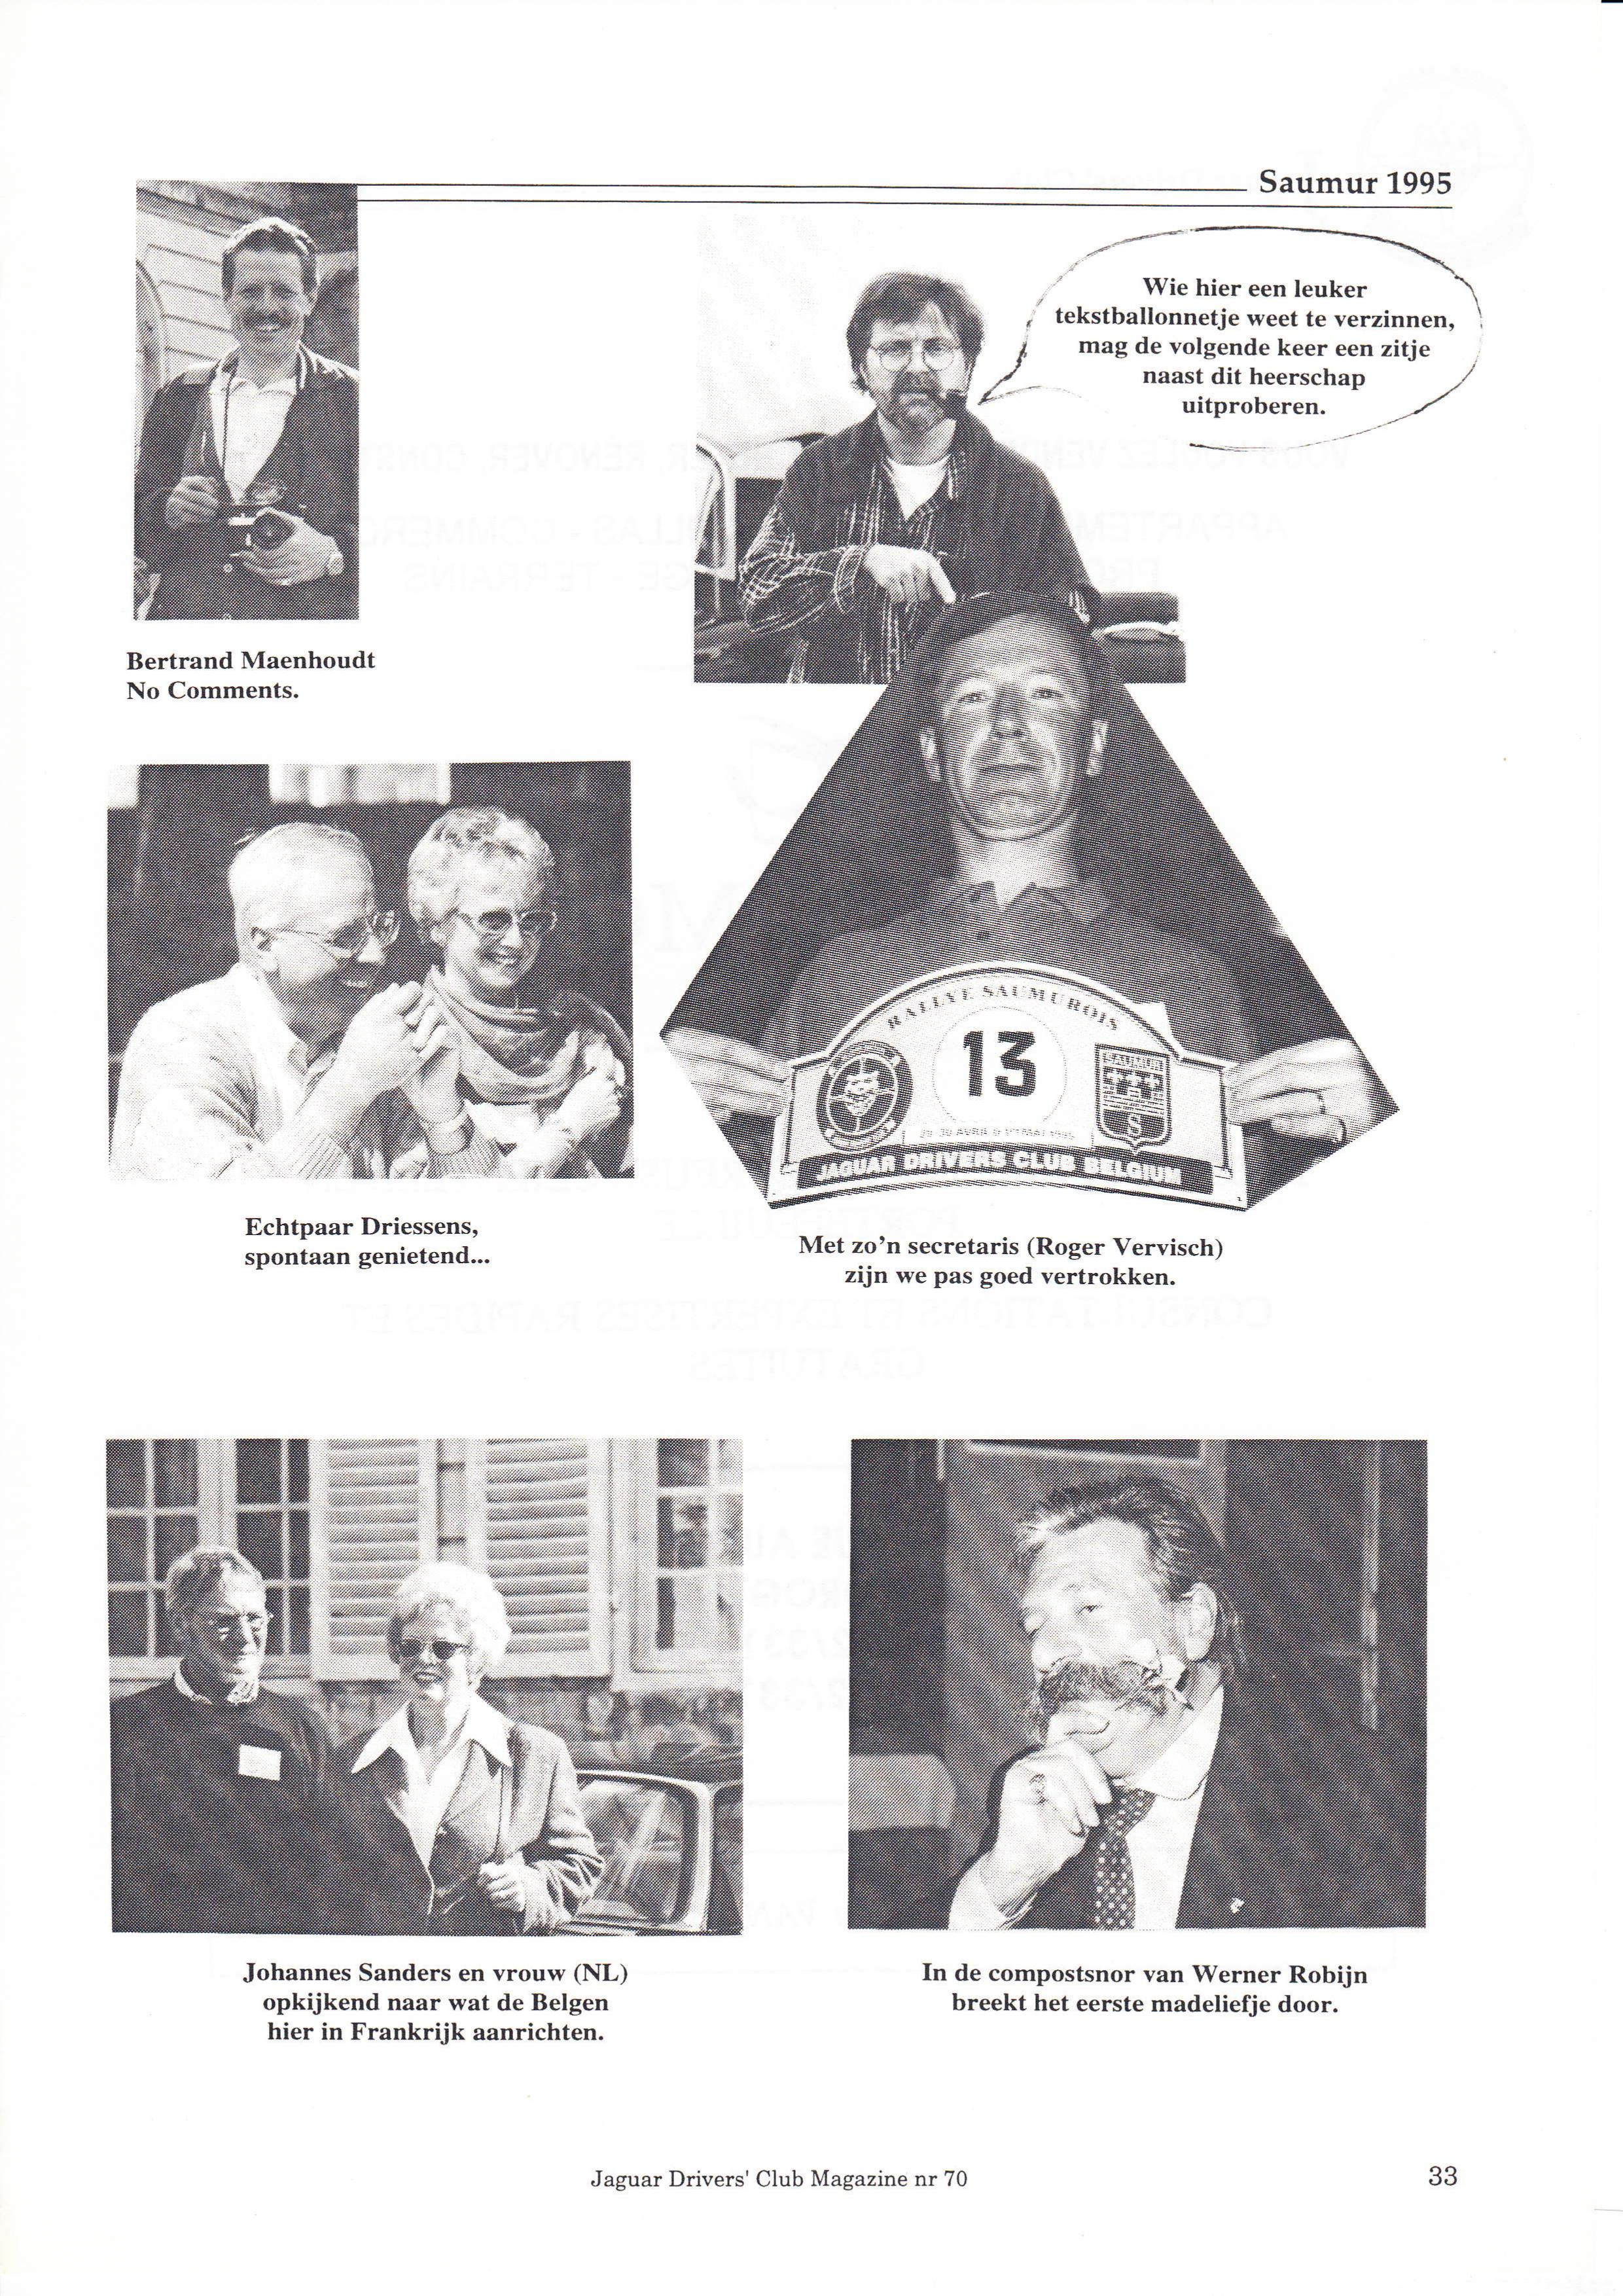 Saumur 1995
Wie hier een leuker
tekstballonnetje weet te verzinnen,
mag de volgende keer een zitje
naast dit heerschap
uitproberen.
Bertrand Maenhoudt
No Comments.
RALLYE SAUMUROIS
13
SAUMUR
S
29 30 AVRIL & 1er MAI 1995
JAGUAR DRIVERS CLUB BELGIUM
Echtpaar Driessens,
spontaan genietend...
Met zo'n secretaris (Roger Vervisch)
zijn we pas goed vertrokken.
Johannes Sanders en vrouw (NL)
opkijkend naar wat de Belgen
hier in Frankrijk aanrichten.
In de compostsnor van Werner Robijn
breekt het eerste madeliefje door.
Jaguar Drivers' Club Magazine nr 70
33